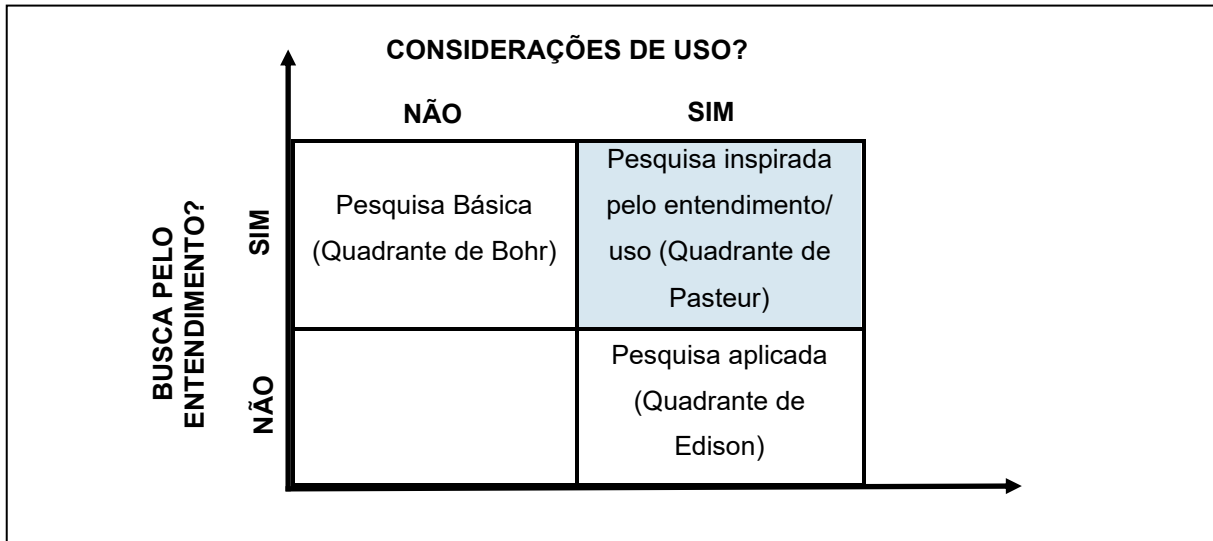 CONSIDERAÇÕES DE USO?
NÃO
SIM
BUSCA PELO
ENTENDIMENTO?
SIM
Pesquisa Básica
(Quadrante de Bohr)
Pesquisa inspirada
pelo entendimento/
uso (Quadrante de
Pasteur)
NÃO
Pesquisa aplicada
(Quadrante de
Edison)